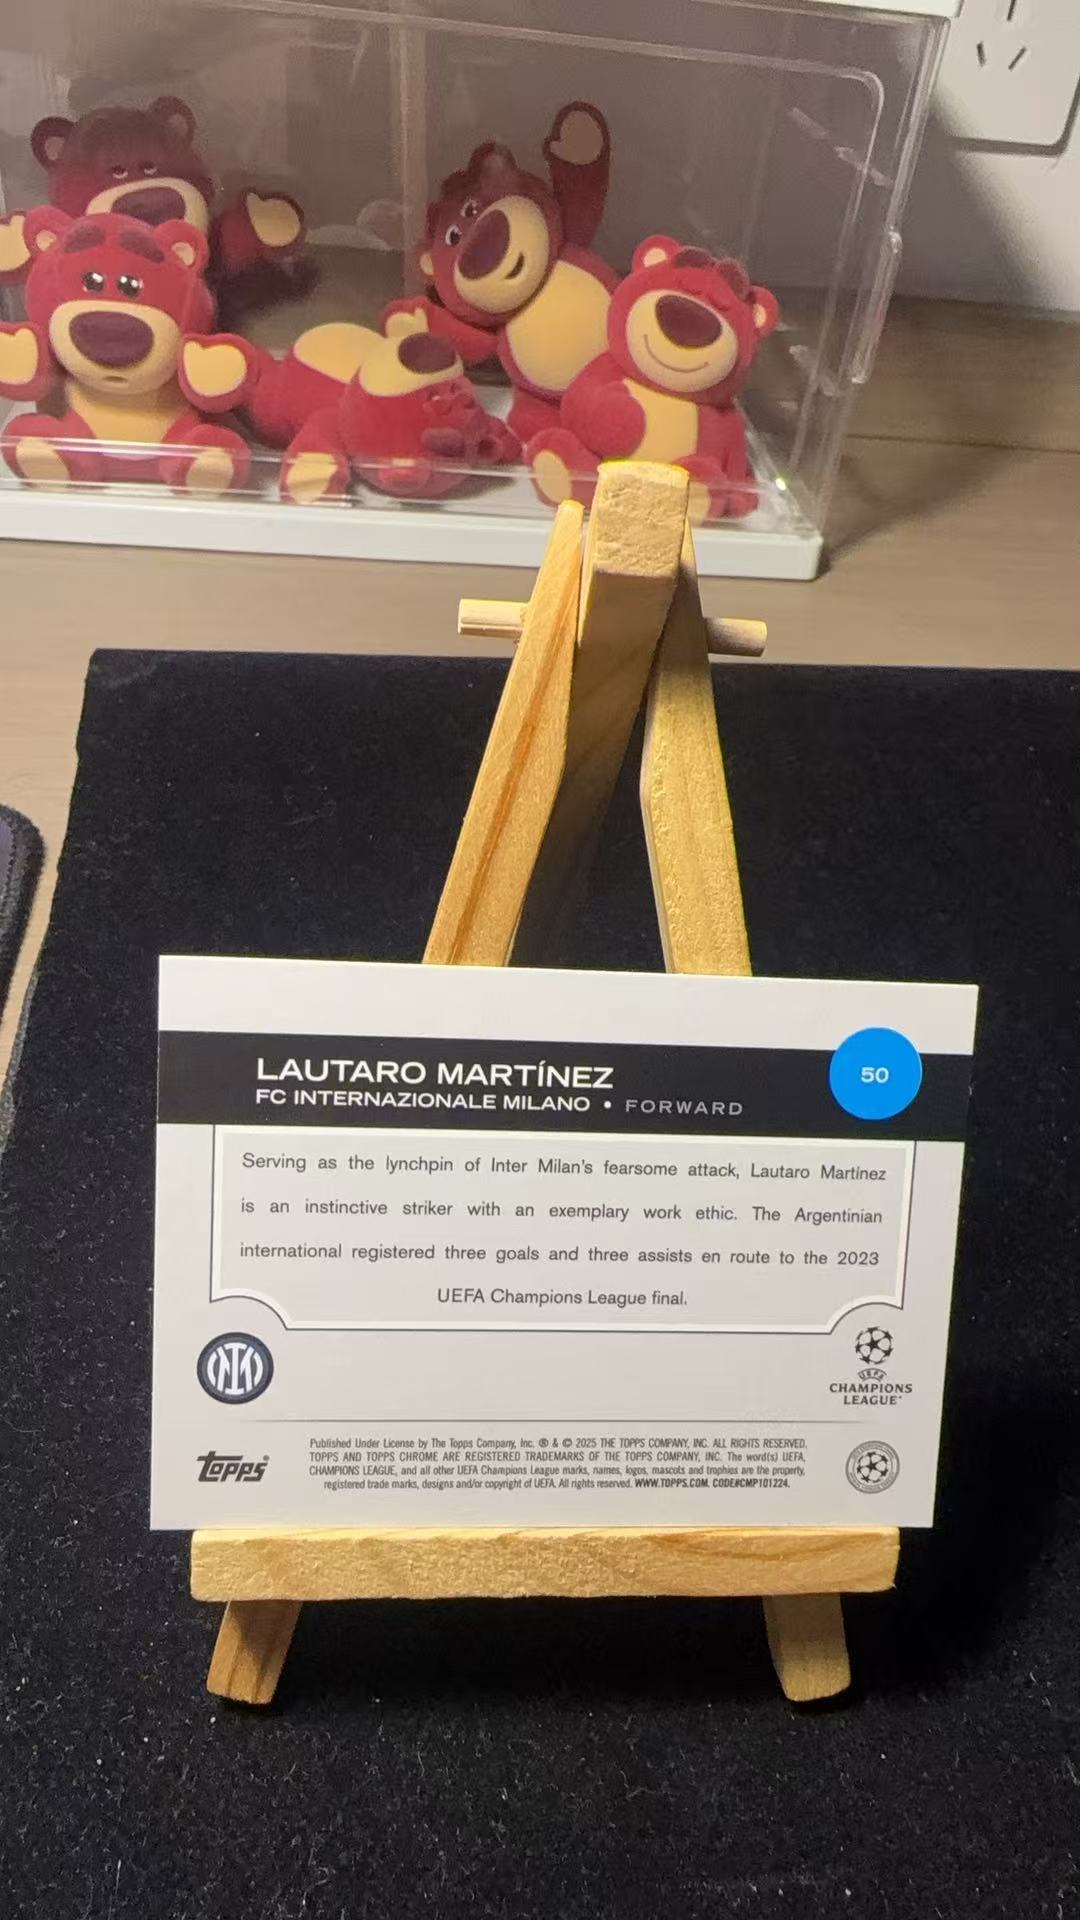 LAUTARO MARTÍNEZ
50
FC INTERNAZIONALE MILANO • FORWARD
Serving as the lynchpin of Inter Milan's fearsome attack, Lautaro Martínez
is an instinctive striker with an exemplary work ethic. The Argentinian
international registered three goals and three assists en route to the 2023
UEFA Champions League final.
UEFA
CHAMPIONS
LEAGUE
Topps
Published Under License by The Topps Company, Inc. ® & © 2025 THE TOPPS COMPANY, INC. ALL RIGHTS RESERVED.
TOPPS AND TOPPS CHROME ARE REGISTERED TRADEMARKS OF THE TOPPS COMPANY, INC. The word(s) UEFA,
CHAMPIONS LEAGUE, and all other UEFA Champions League marks, names, logos, mascots and trophies are the property,
registered trade marks, designs and/or copyright of UEFA. All rights reserved. WWW.TOPPS.COM. CODE#CMP101224.